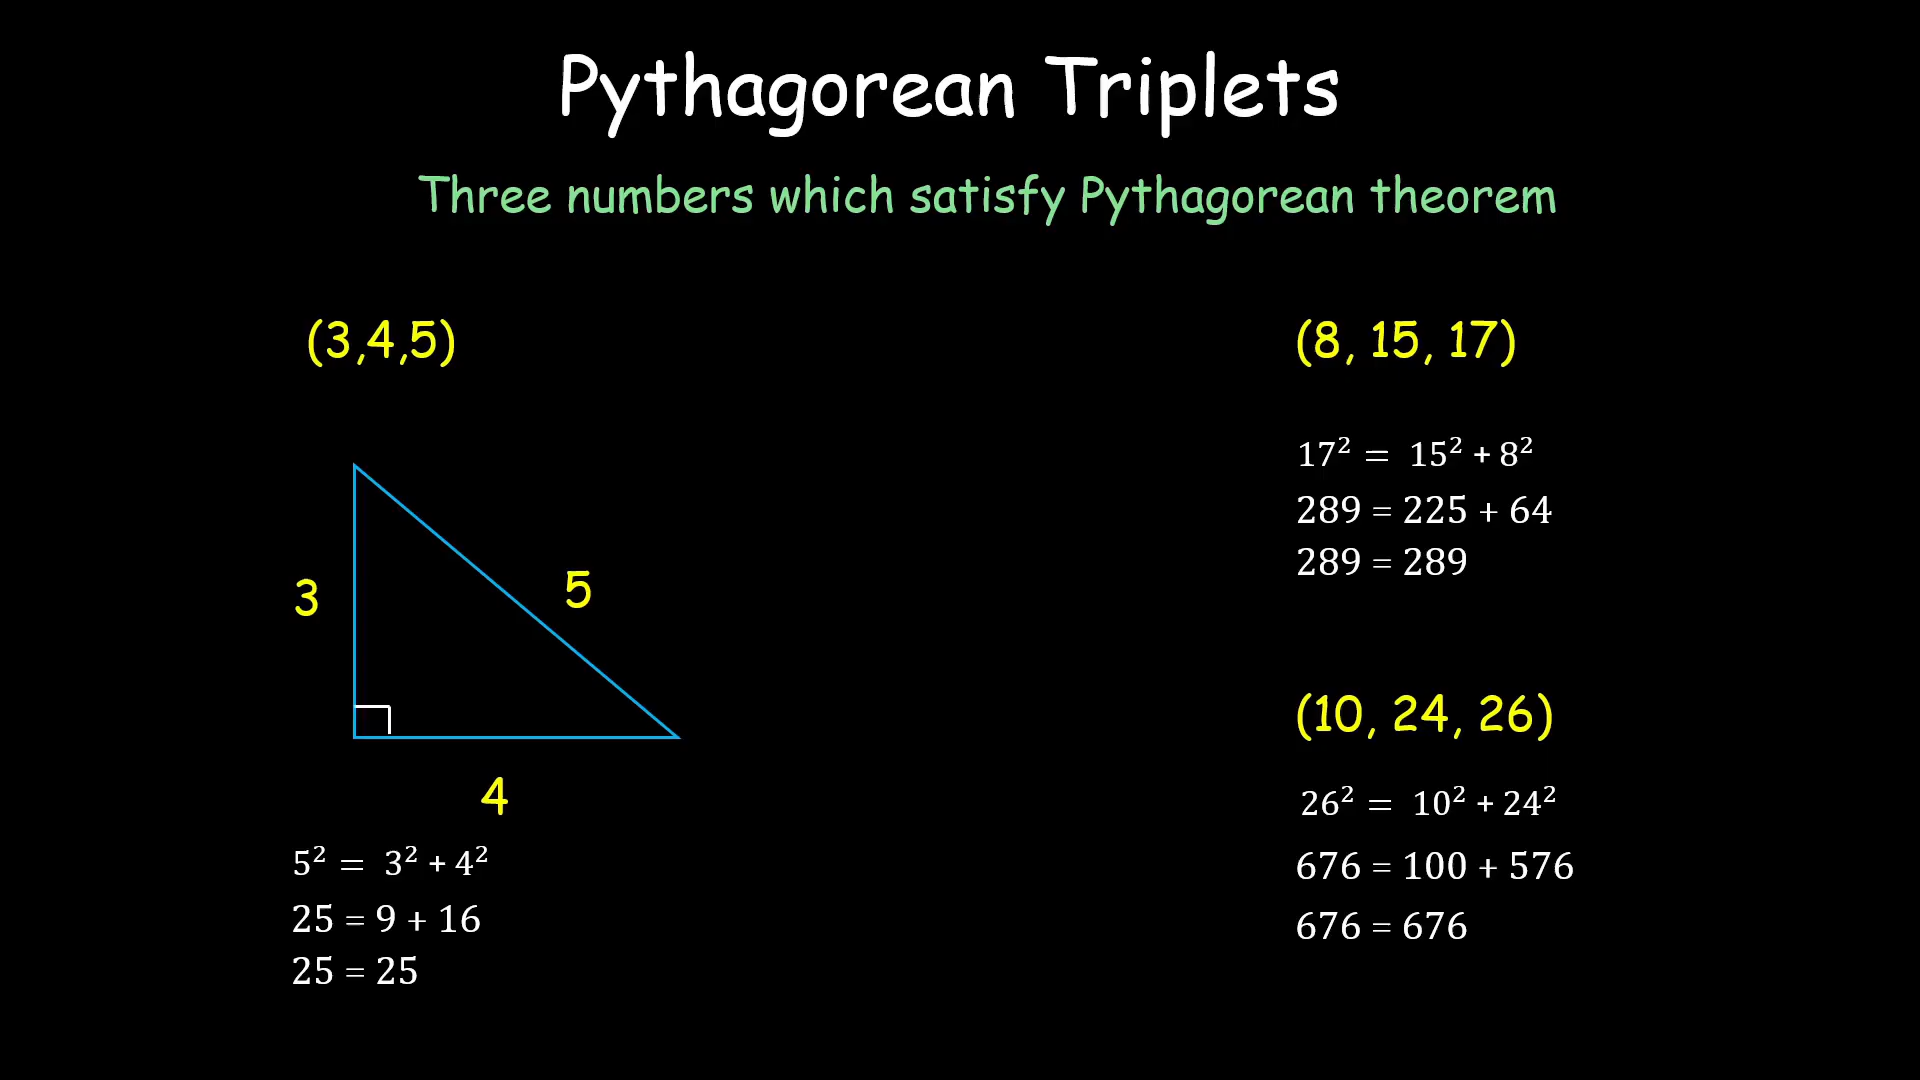 Pythagorean Triplets
Three numbers which satisfy Pythagorean theorem
(3,4,5)
3
5
4
5² = 3² + 4²
25 = 9 + 16
25 = 25
(8, 15, 17)
17² = 15² + 8²
289 = 225 + 64
289 = 289
(10, 24, 26)
26² = 10² + 24²
676 = 100 + 576
676 = 676